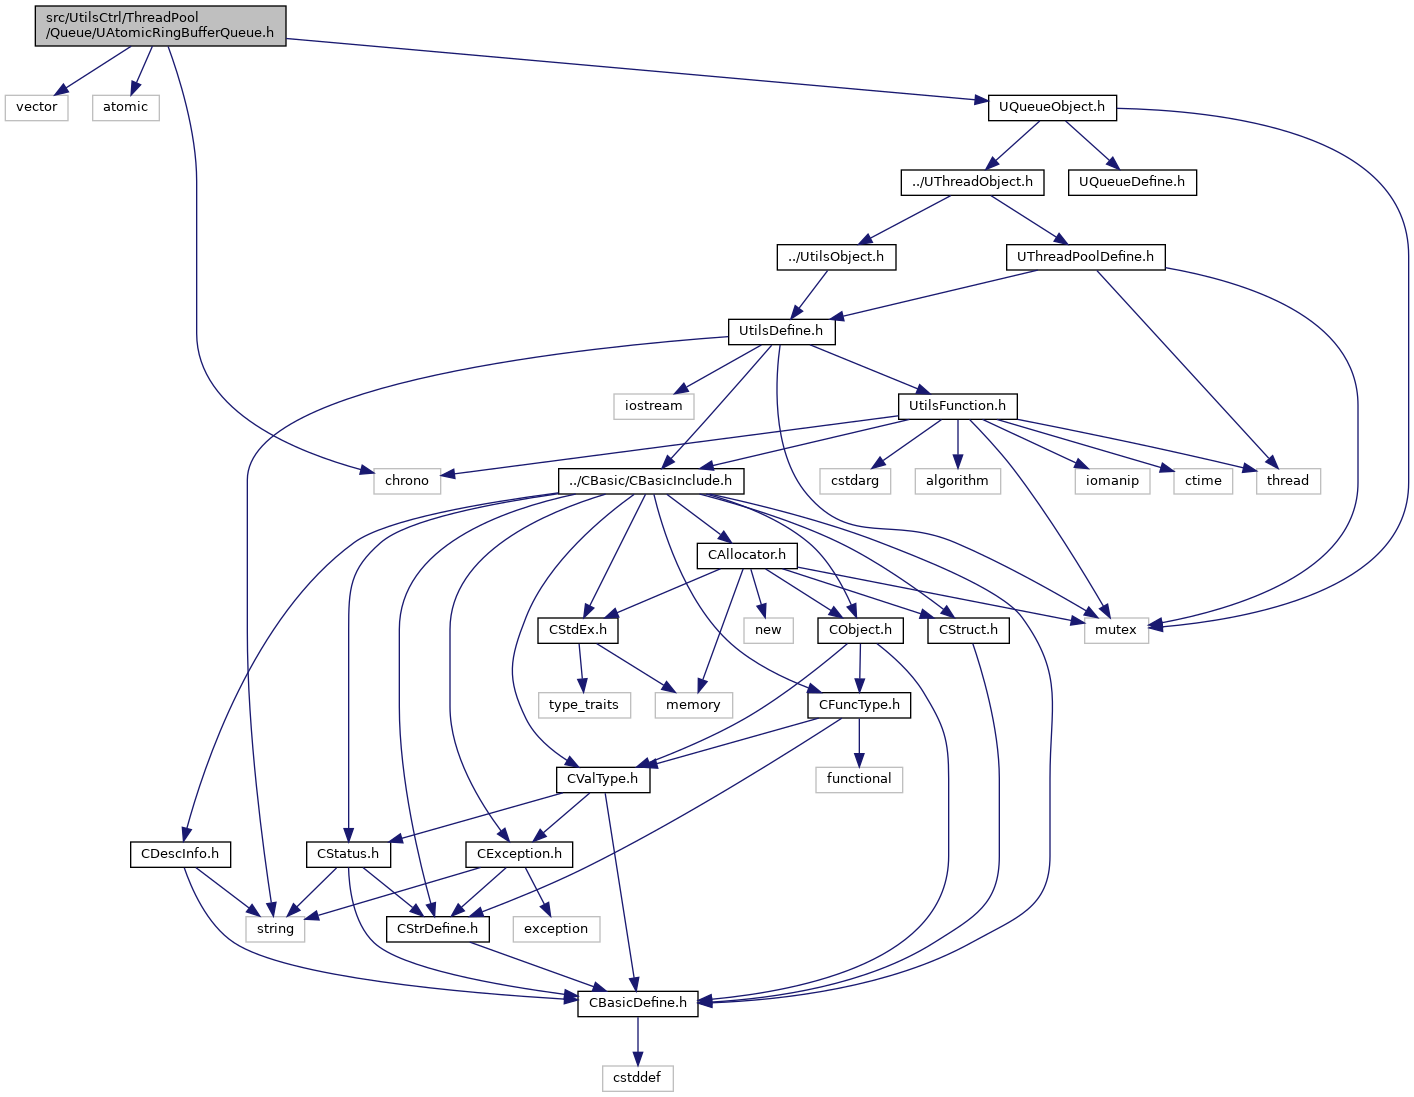 src/UtilsCtrl/ThreadPool
/Queue/UAtomicRingBufferQueue.h
vector
atomic
UQueueObject.h
../UThreadObject.h
UQueueDefine.h
../UtilsObject.h
UThreadPoolDefine.h
UtilsDefine.h
iostream
UtilsFunction.h
chrono
../CBasic/CBasicInclude.h
cstdarg
algorithm
iomanip
ctime
thread
CAllocator.h
CStdEx.h
new
CObject.h
CStruct.h
mutex
type_traits
memory
CFuncType.h
CValType.h
functional
CDescInfo.h
CStatus.h
CException.h
string
CStrDefine.h
exception
CBasicDefine.h
cstddef